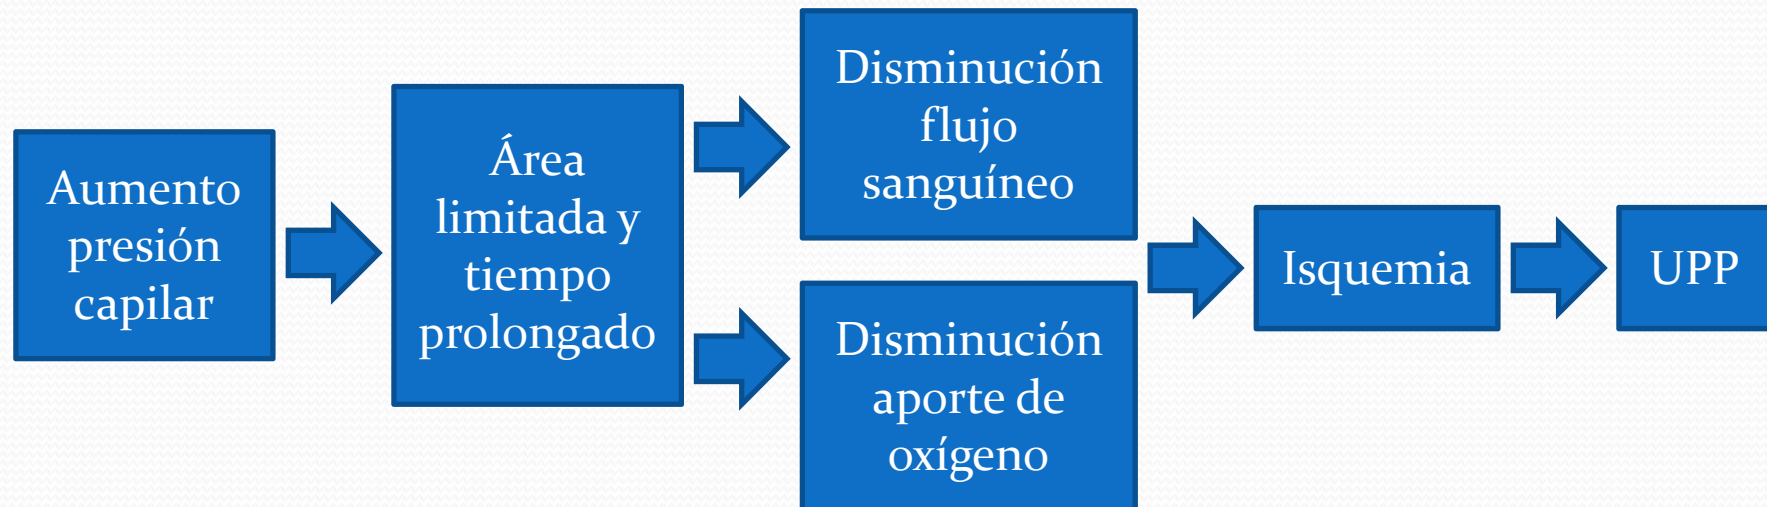 Aumento
presión
capilar
Área
limitada y
tiempo
prolongado
Disminución
flujo
sanguíneo
Disminución
aporte de
oxígeno
Isquemia
UPP